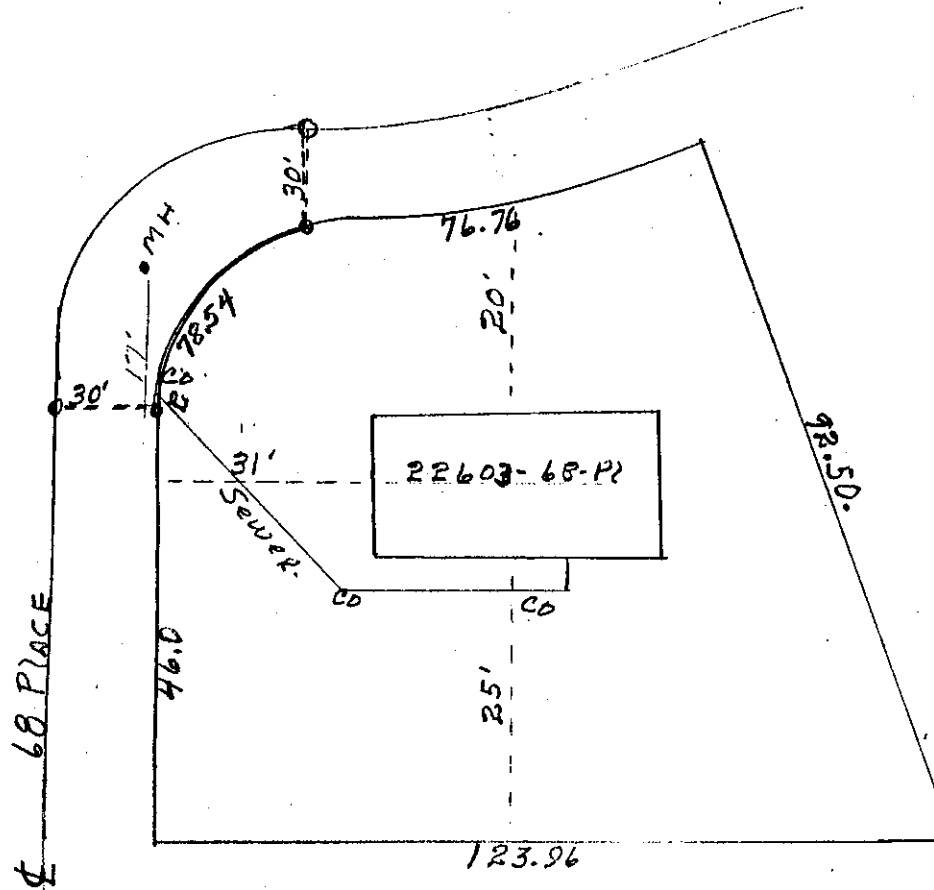 30'
MH
76.76
78.54
17'
20'
CO
30'
92.50
31'
22603-68-Pl
Sewer
CO
CO
68 PLACE
46.0
25'
123.96
℄